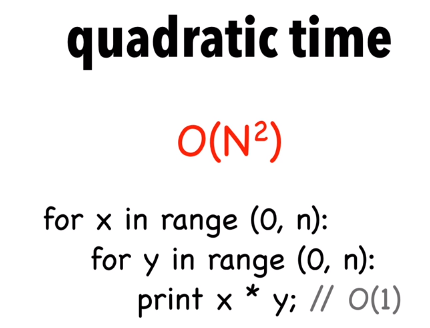 quadratic time
O(N²)
for x in range (0, n):
for y in range (0, n):
print x * y; // O(1)